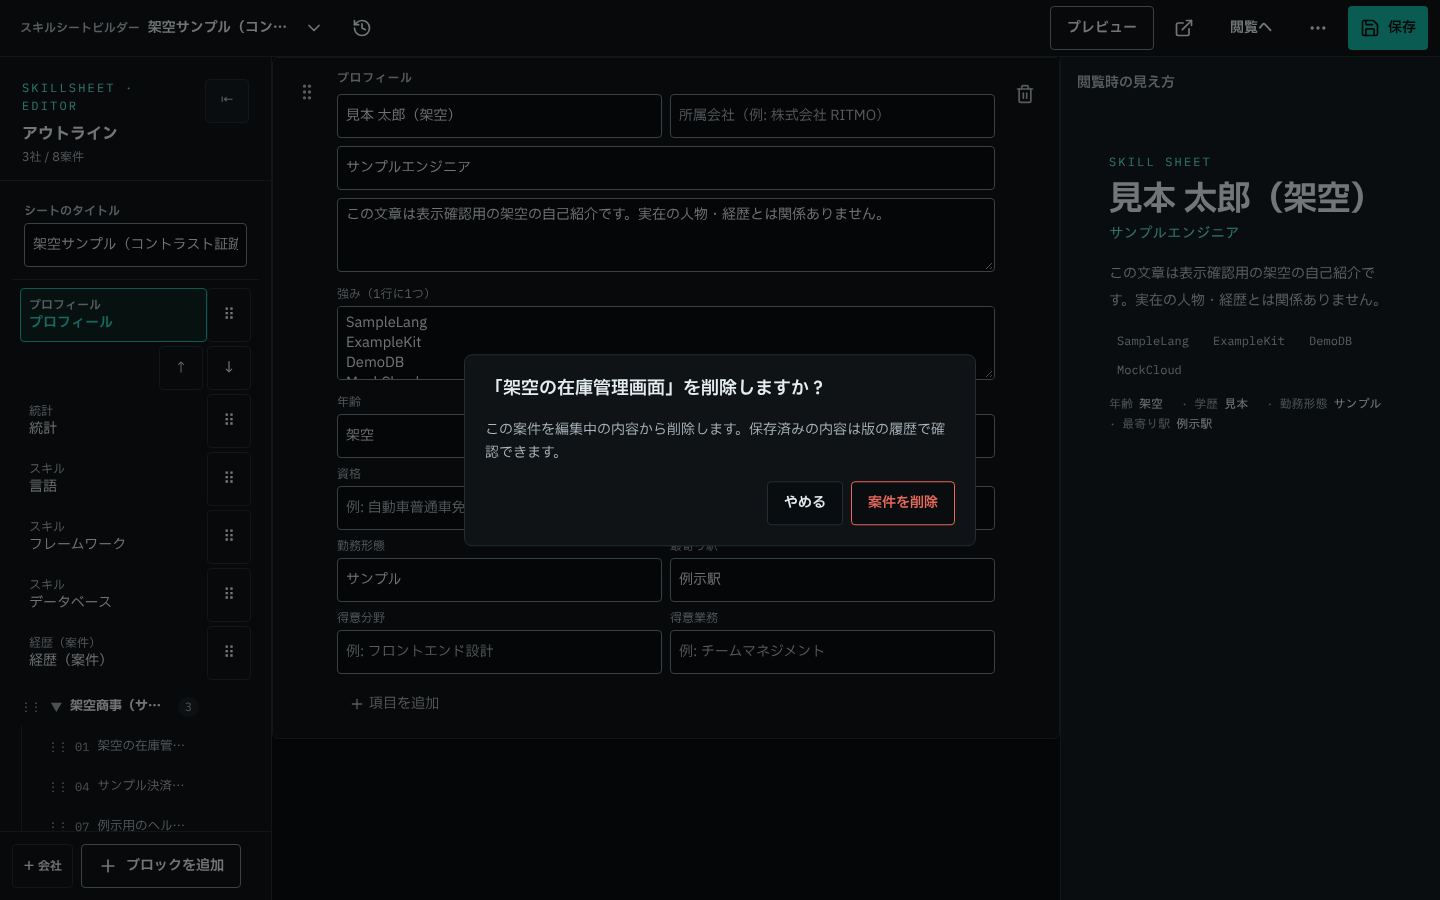 スキルシートビルダー 架空サンプル（コン…
プレビュー
閲覧へ
保存
SKILLSHEET ·
EDITOR
アウトライン
3社 / 8案件
シートのタイトル
架空サンプル（コントラスト証跡
プロフィール
プロフィール
↑ ↓
統計
統計
スキル
言語
スキル
フレームワーク
スキル
データベース
経歴（案件）
経歴（案件）
架空商事（サ… 3
01 架空の在庫管…
04 サンプル決済…
07 例示用のヘル…
+ 会社
ブロックを追加
プロフィール
見本 太郎（架空）
所属会社（例: 株式会社 RITMO）
サンプルエンジニア
この文章は表示確認用の架空の自己紹介です。実在の人物・経歴とは関係ありません。
強み（1行に1つ）
SampleLang
ExampleKit
DemoDB
年齢
架空
資格
例: 自動車普通車免
勤務形態
最寄り駅
サンプル
例示駅
得意分野
得意業務
例: フロントエンド設計
例: チームマネジメント
+ 項目を追加
「架空の在庫管理画面」を削除しますか？
この案件を編集中の内容から削除します。保存済みの内容は版の履歴で確
認できます。
やめる
案件を削除
閲覧時の見え方
SKILL SHEET
見本 太郎（架空）
サンプルエンジニア
この文章は表示確認用の架空の自己紹介で
す。実在の人物・経歴とは関係ありません。
SampleLang ExampleKit DemoDB
MockCloud
年齢 架空 · 学歴 見本 · 勤務形態 サンプル
· 最寄り駅 例示駅